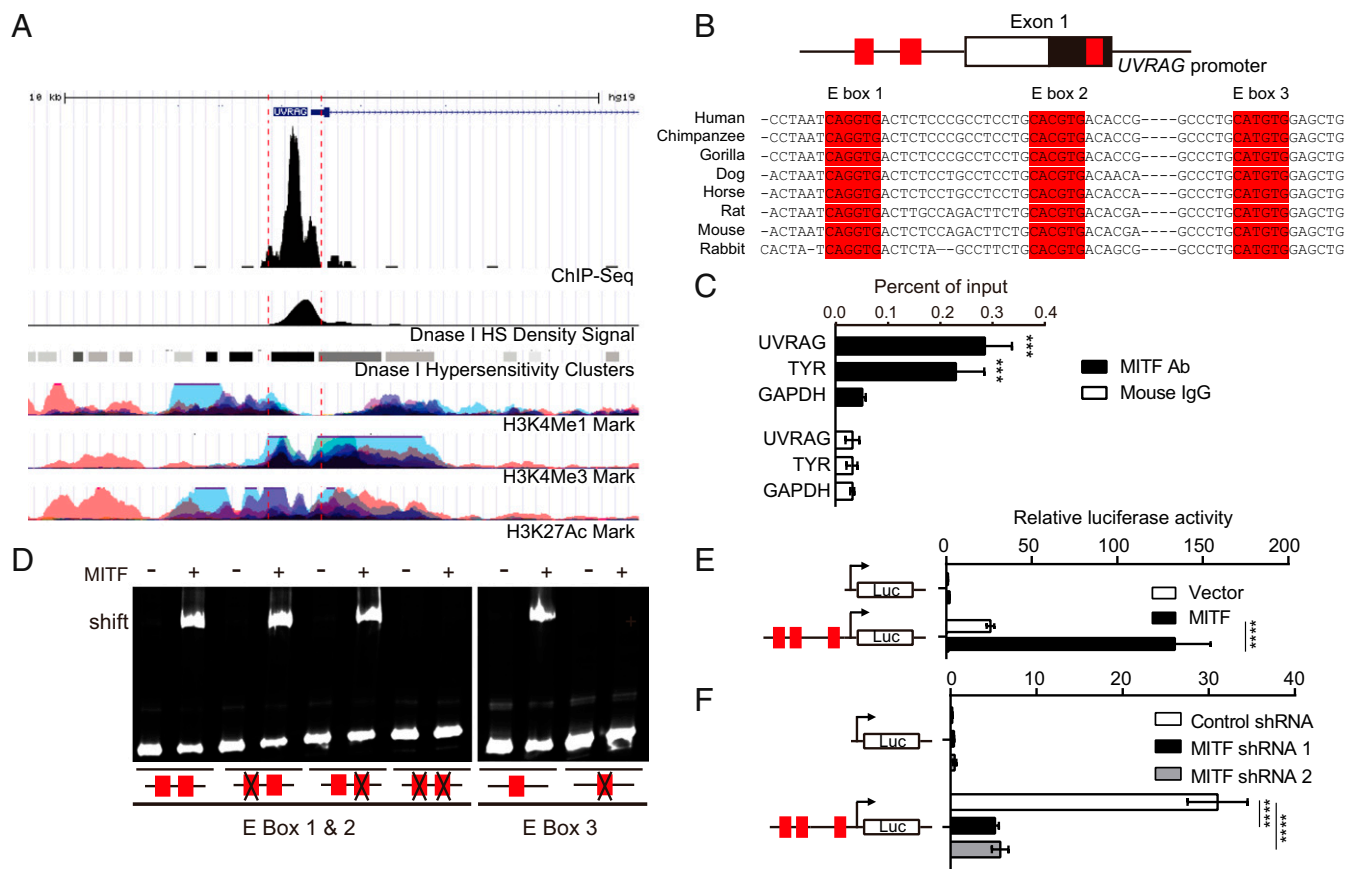 A
10 kb
hg19
UVRAG
ChIP-Seq
Dnase I HS Density Signal
Dnase I Hypersensitivity Clusters
H3K4Me1 Mark
H3K4Me3 Mark
H3K27Ac Mark
B
Exon 1
UVRAG promoter
E box 1 E box 2 E box 3
Human -CCTAATCAGGTGACTCTCCCGCCTCCTGCACGTGACACCG----GCCCTGCATGTGGAGCTG
Chimpanzee -CCTAATCAGGTGACTCTCCCGCCTCCTGCACGTGACACCG----GCCCTGCATGTGGAGCTG
Gorilla -CCTAATCAGGTGACTCTCCCGCCTCCTGCACGTGACACCG----GCCCTGCATGTGGAGCTG
Dog -ACTAATCAGGTGACTCTCCTGCCTCCTGCACGTGACAACA----GCCCTGCATGTGGAGCTG
Horse -ACTAATCAGGTGACTCTCCTGCCTCCTGCACGTGACACCA----GCCCTGCATGTGGAGCTG
Rat -ACTAATCAGGTGACTTGCCAGACTTCTGCACGTGACACGA----GCCCTGCATGTGGAGCTG
Mouse -ACTAATCAGGTGACTCTCCAGACTTCTGCACGTGACACGA----GCCCTGCATGTGGAGCTG
Rabbit CACTA-TCAGGTGACTCTA--GCCTTCTGCACGTGACAGCG----GCCCTGCATGTGGAGCTG
C
Percent of input
0.0 0.1 0.2 0.3 0.4
UVRAG ***
TYR ***
GAPDH
UVRAG
TYR
GAPDH
MITF Ab
Mouse IgG
D
MITF - + - + - + - + - +  - +
shift
+
E Box 1 & 2 E Box 3
E
Relative luciferase activity
0 50 100 150 200
Luc
Luc
Vector
MITF
****
F
0 10 20 30 40
Luc
Luc
Control shRNA
MITF shRNA 1
MITF shRNA 2
****
****